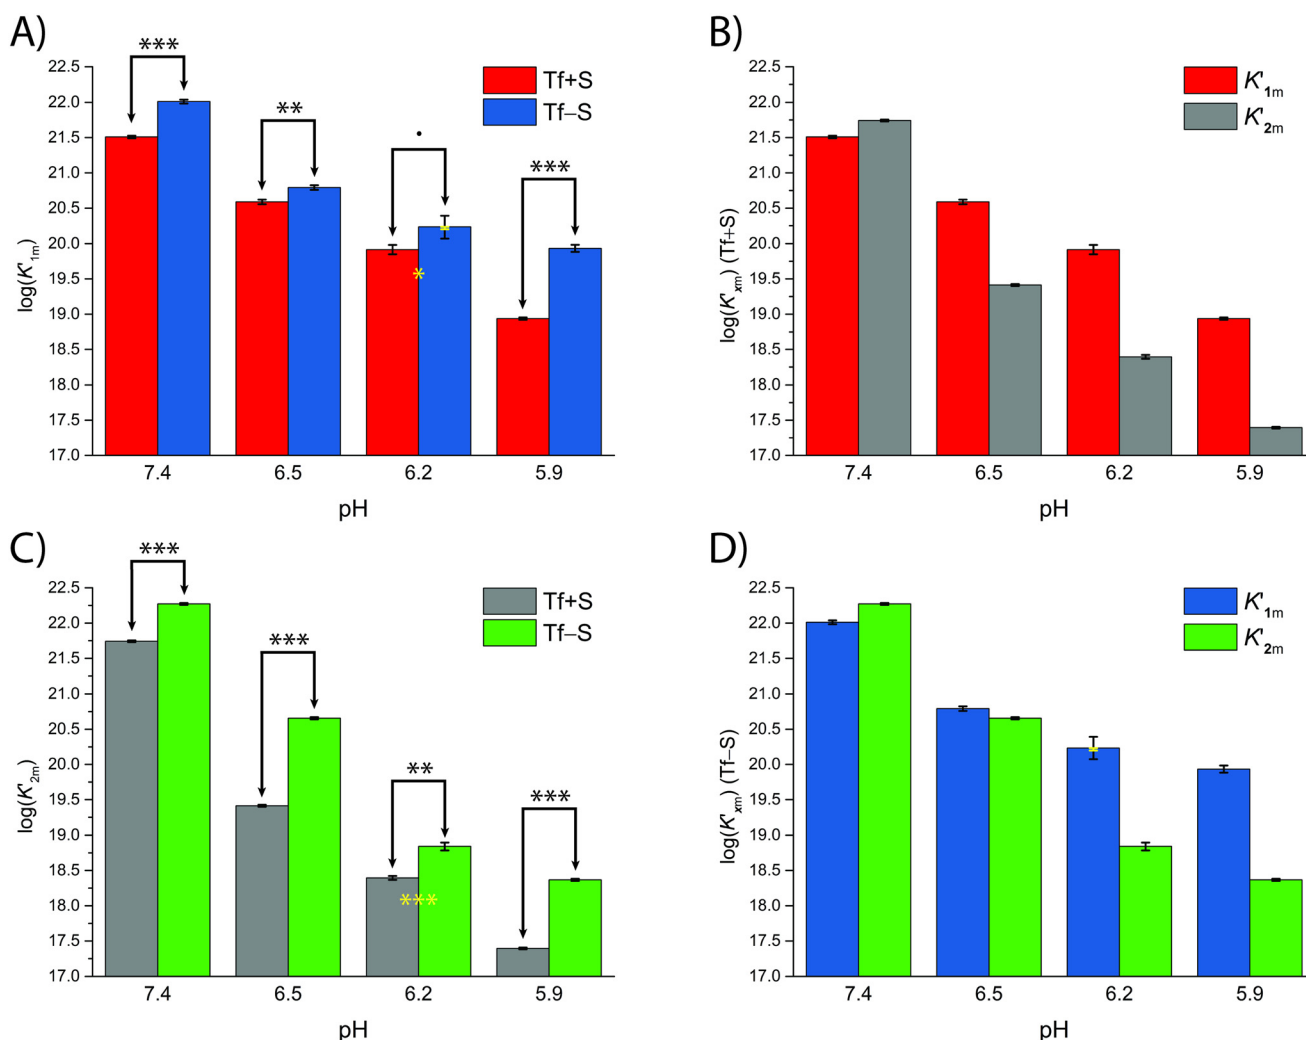 A)
***
**
•
***
Tf+S
Tf−S
log(K'1m)
22.5
22.0
21.5
21.0
20.5
20.0
19.5
19.0
18.5
18.0
17.5
17.0
*
7.4 6.5 6.2 5.9
pH
B)
K'1m
K'2m
log(K'xm) (Tf+S)
22.5
22.0
21.5
21.0
20.5
20.0
19.5
19.0
18.5
18.0
17.5
17.0
7.4 6.5 6.2 5.9
pH
C)
***
***
**
***
Tf+S
Tf−S
log(K'2m)
22.5
22.0
21.5
21.0
20.5
20.0
19.5
19.0
18.5
18.0
17.5
17.0
***
7.4 6.5 6.2 5.9
pH
D)
K'1m
K'2m
log(K'xm) (Tf−S)
22.5
22.0
21.5
21.0
20.5
20.0
19.5
19.0
18.5
18.0
17.5
17.0
7.4 6.5 6.2 5.9
pH